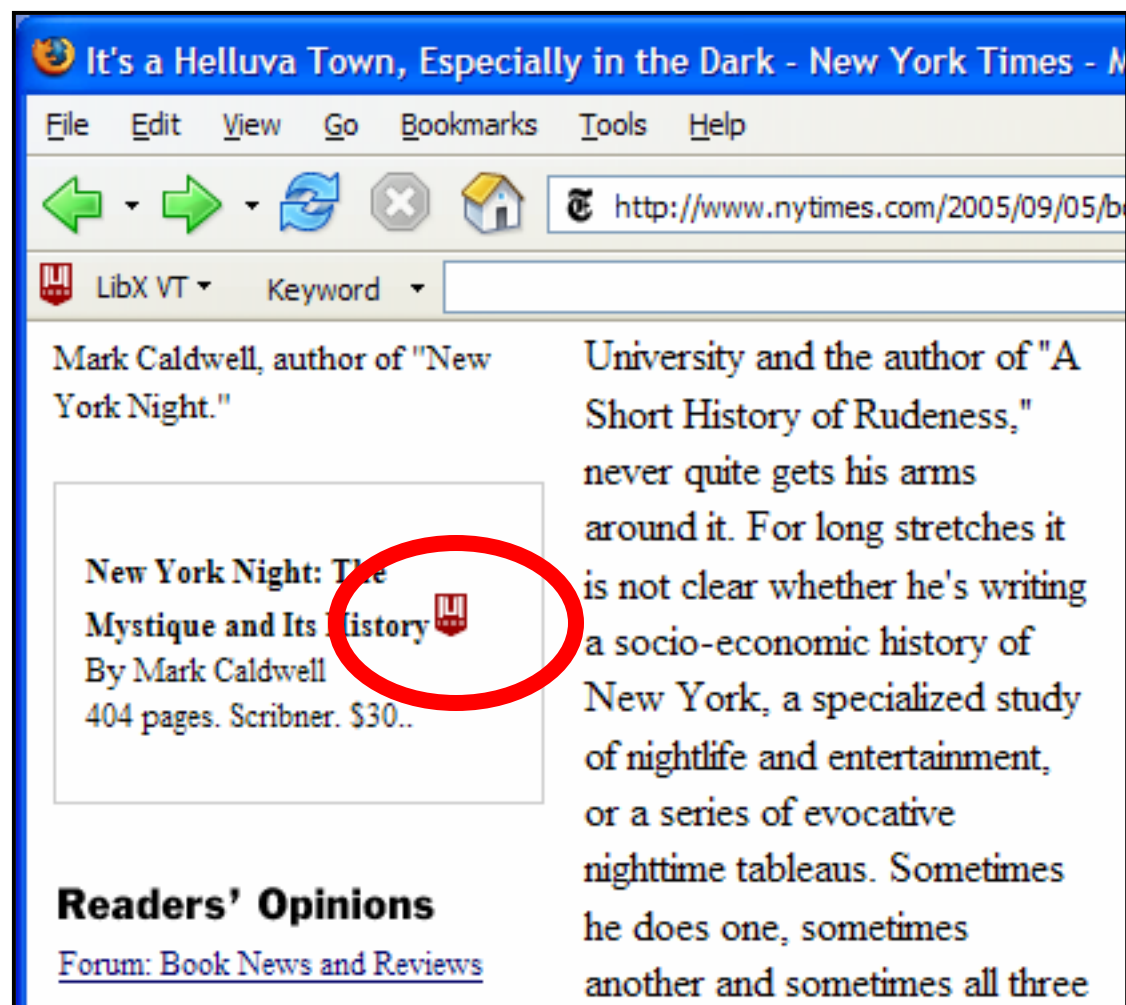 It's a Helluva Town, Especially in the Dark - New York Times - M
File Edit View Go Bookmarks Tools Help
http://www.nytimes.com/2005/09/05/b
LibX VT Keyword
Mark Caldwell, author of "New
York Night."
New York Night: The
Mystique and Its History
By Mark Caldwell
404 pages. Scribner. $30..
Readers' Opinions
Forum: Book News and Reviews
University and the author of "A
Short History of Rudeness,"
never quite gets his arms
around it. For long stretches it
is not clear whether he's writing
a socio-economic history of
New York, a specialized study
of nightlife and entertainment,
or a series of evocative
nighttime tableaus. Sometimes
he does one, sometimes
another and sometimes all three